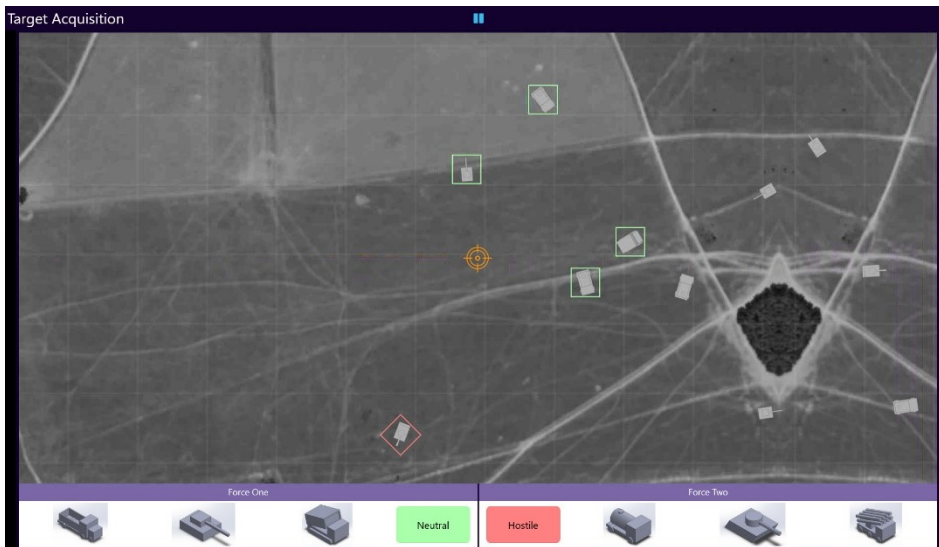 Target Acquisition
Force One
Force Two
Neutral
Hostile